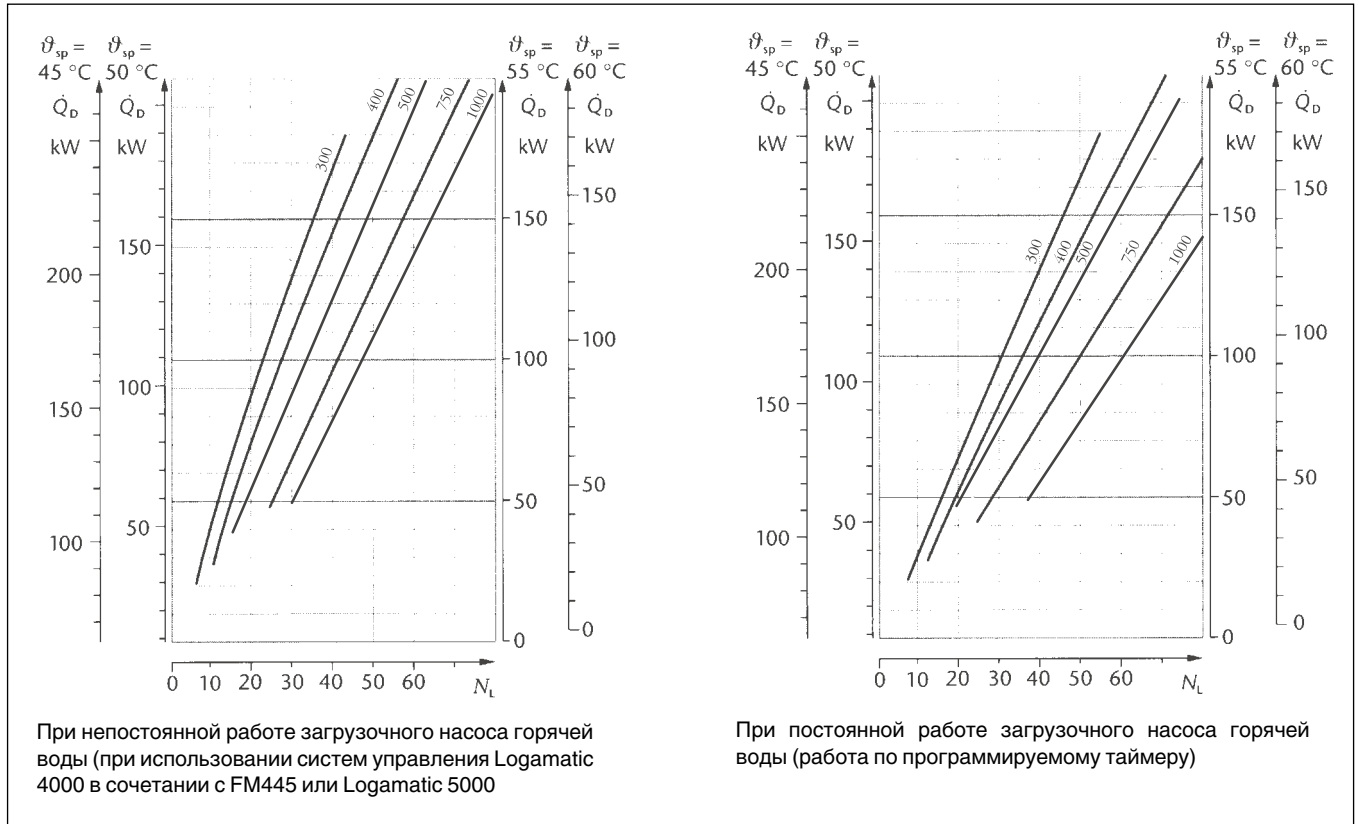 ϑsp = ϑsp = ϑsp = ϑsp =
45 °C 50 °C 55 °C 60 °C
Q̇D Q̇D Q̇D Q̇D
kW kW kW kW
300 400 500 750 1000
200
150
100
150
100
50
150
100
50
0
150
100
50
0
0 10 20 30 40 50 60 NL
При непостоянной работе загрузочного насоса горячей
воды (при использовании систем управления Logamatic
4000 в сочетании с FM445 или Logamatic 5000
ϑsp = ϑsp = ϑsp = ϑsp =
45 °C 50 °C 55 °C 60 °C
Q̇D Q̇D Q̇D Q̇D
kW kW kW kW
300 400 500 750 1000
200
150
100
150
100
50
150
100
50
0
150
100
50
0
0 10 20 30 40 50 60 NL
При постоянной работе загрузочного насоса горячей
воды (работа по программируемому таймеру)